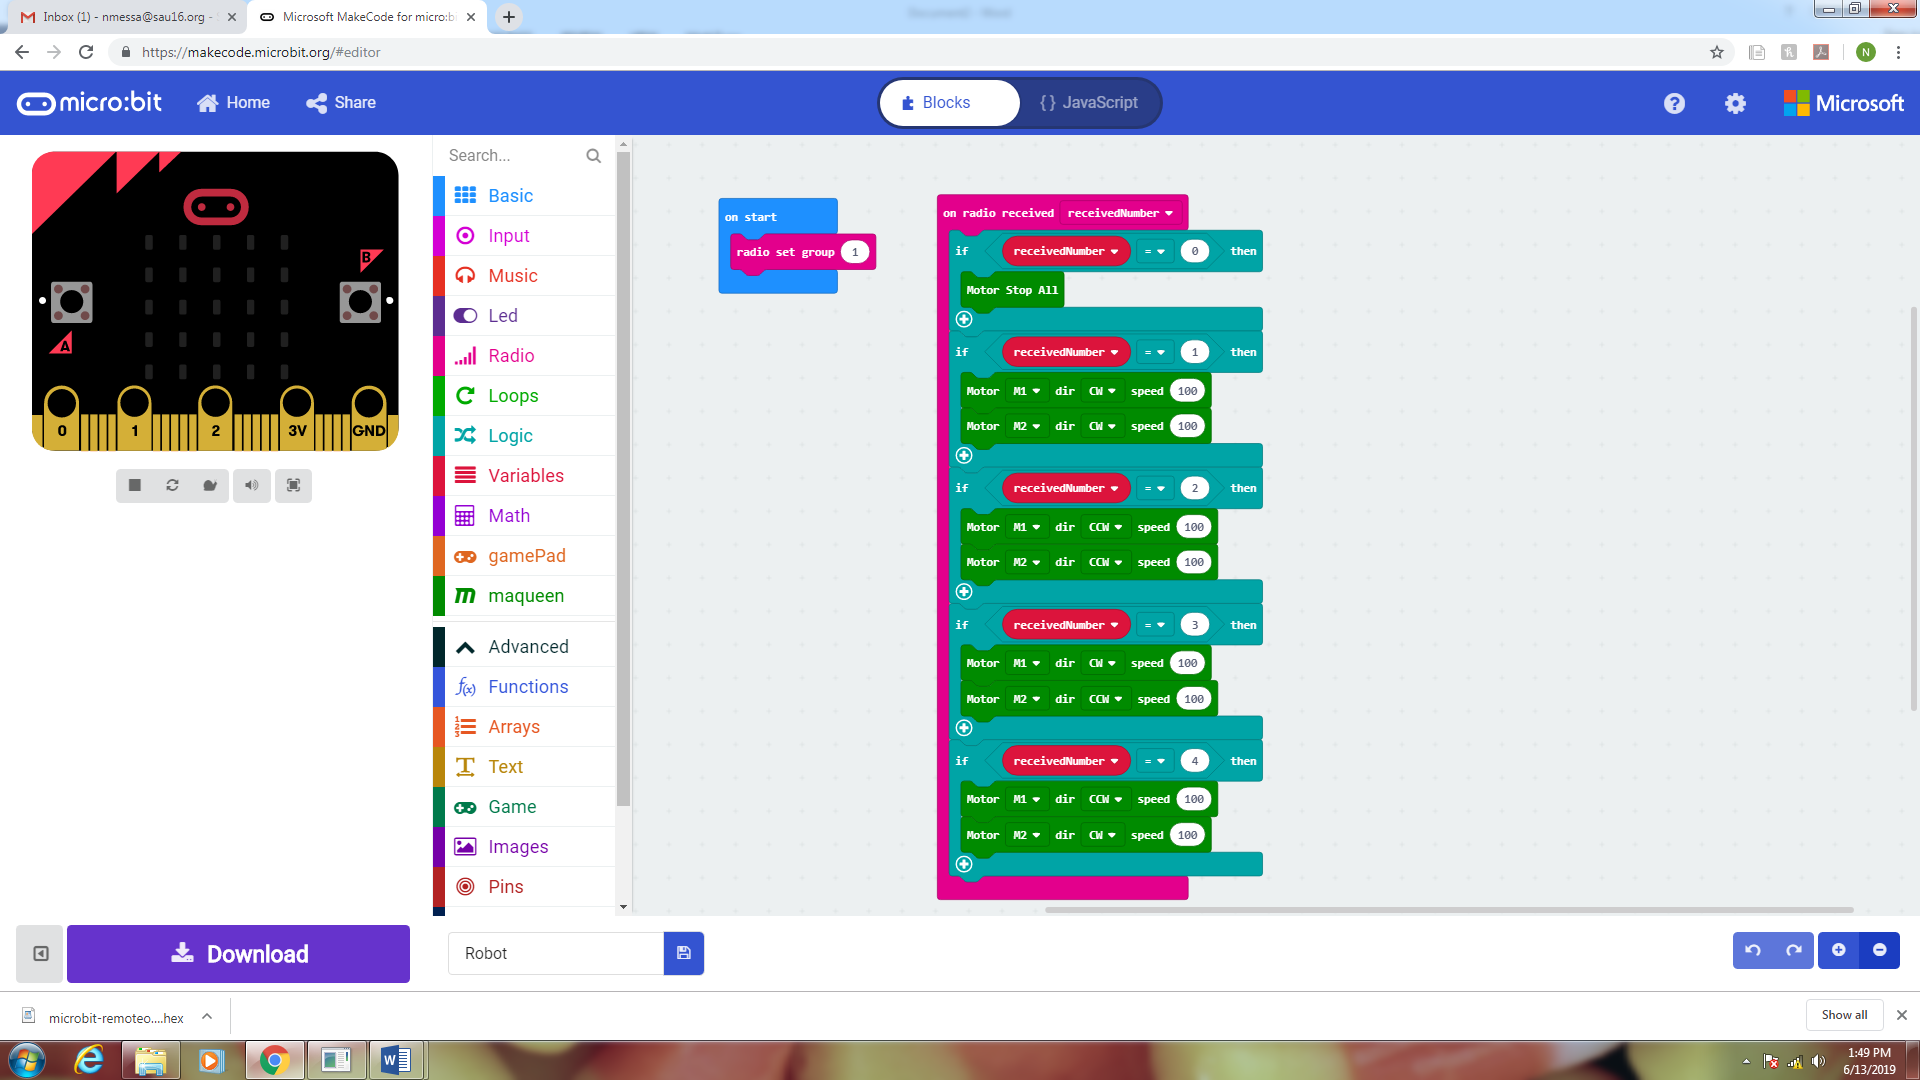 Inbox (1) - nmessa@sau16.org -
Microsoft MakeCode for micro:b
https://makecode.microbit.org/#editor
N
micro:bit
Home
Share
Blocks
{} JavaScript
?
Microsoft
B
A
0 1 2 3V GND
Search...
Basic
Input
Music
Led
Radio
Loops
Logic
Variables
Math
gamePad
maqueen
Advanced
Functions
Arrays
Text
Game
Images
Pins
on start
radio set group 1
on radio received receivedNumber
if receivedNumber = 0 then
Motor Stop All
if receivedNumber = 1 then
Motor M1 dir CW speed 100
Motor M2 dir CW speed 100
if receivedNumber = 2 then
Motor M1 dir CCW speed 100
Motor M2 dir CCW speed 100
if receivedNumber = 3 then
Motor M1 dir CW speed 100
Motor M2 dir CCW speed 100
if receivedNumber = 4 then
Motor M1 dir CCW speed 100
Motor M2 dir CW speed 100
Download
Robot
microbit-remoteo....hex
Show all
1:49 PM
6/13/2019